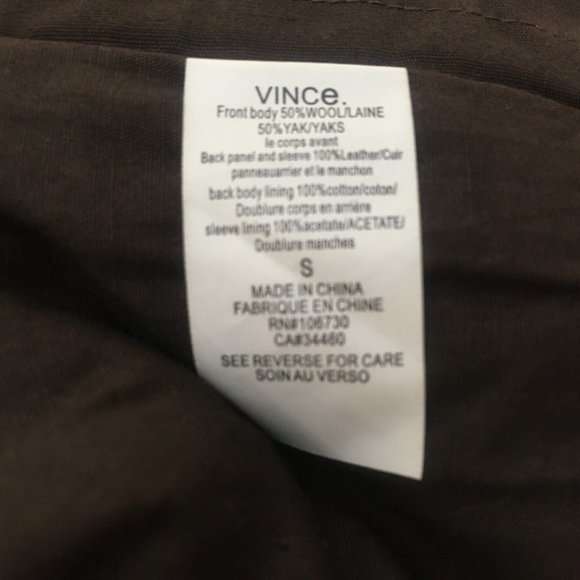 VINCe.
Front body 50%WOOL/LAINE
50%YAK/YAKS
le corps avant
Back panel and sleeve 100%Leather/Cuir
panneauarrier et le manchon
back body lining 100%cotton/coton/
Doublure corps en arrière
sleeve lining 100%acetate/ACETATE/
Doublure manches
S
MADE IN CHINA
FABRIQUE EN CHINE
RN#106730
CA#34460
SEE REVERSE FOR CARE
SOIN AU VERSO